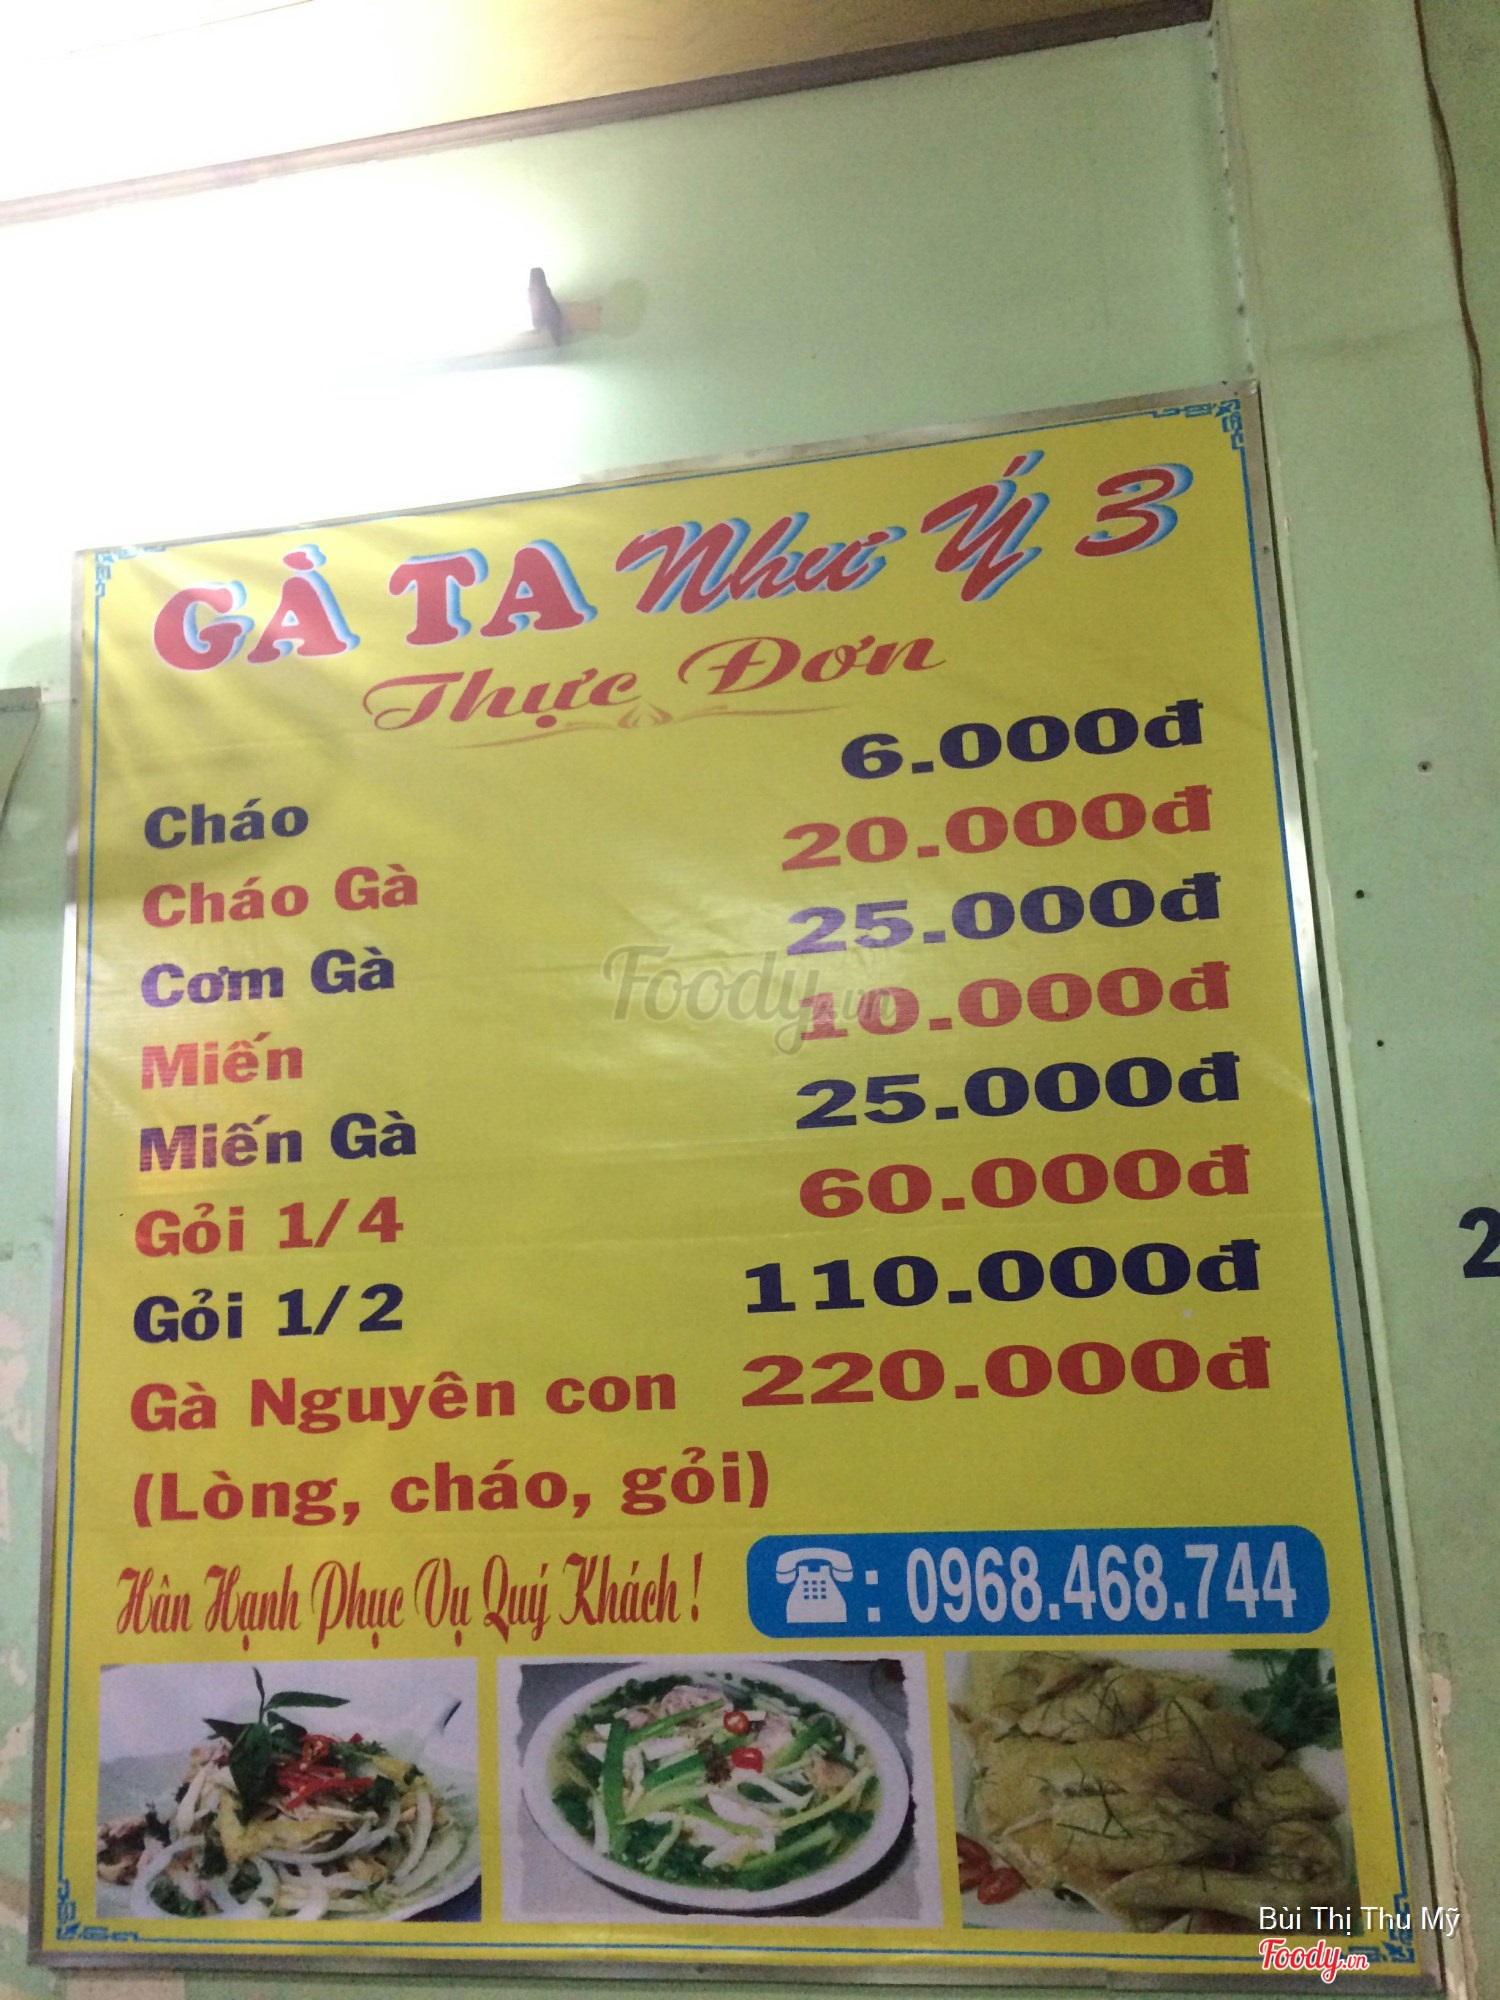 GÀ TA Như Ý 3
Thực Đơn
Cháo 6.000đ
Cháo Gà 20.000đ
Cơm Gà 25.000đ
Miến 10.000đ
Miến Gà 25.000đ
Gỏi 1/4 60.000đ
Gỏi 1/2 110.000đ
Gà Nguyên con 220.000đ
(Lòng, cháo, gỏi)
Hân Hạnh Phục Vụ Quý Khách !
: 0968.468.744
Foody.vn
2
Bùi Thị Thu Mỹ
Foody.vn